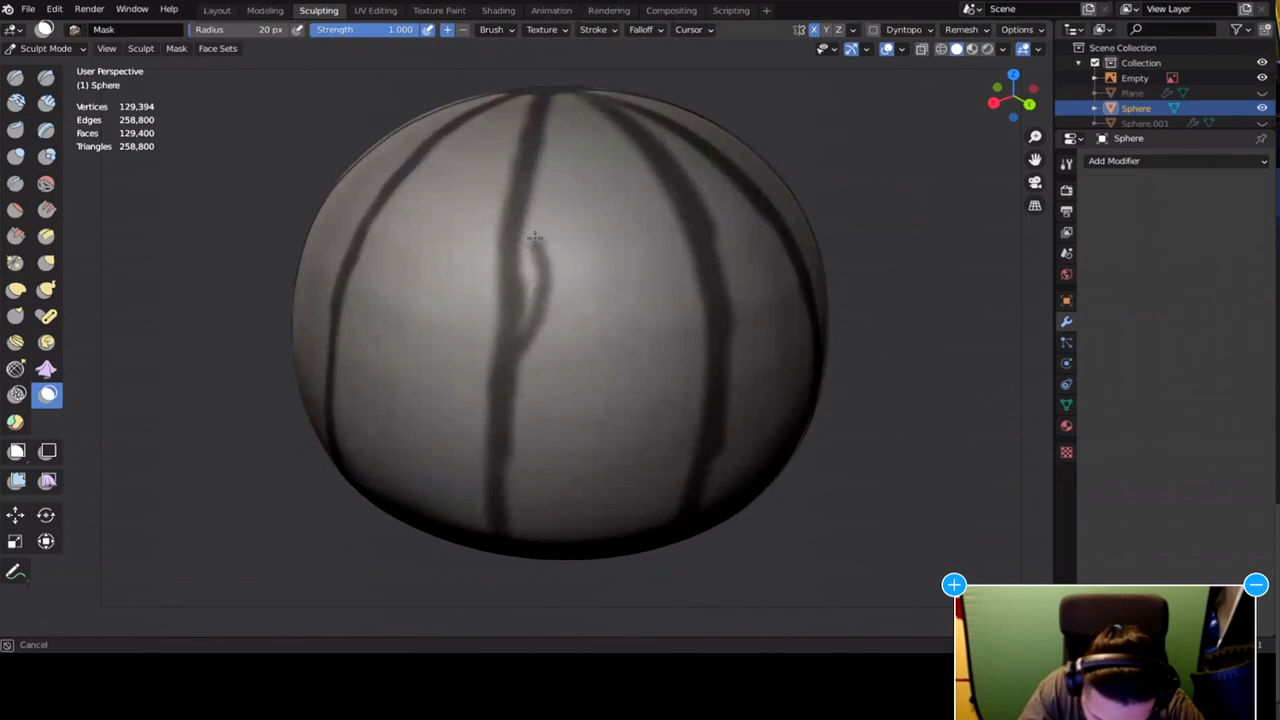 File Edit Render Window Help Layout Modeling Sculpting UV Editing Texture Paint Shading Animation Rendering Compositing Scripting + Scene View Layer
Mask Radius 20 px Strength 1.000 + − Brush Texture Stroke Falloff Cursor X Y Z Dyntopo Remesh Options
Sculpt Mode View Sculpt Mask Face Sets
Scene Collection
Collection
Empty
Plane
Sphere
Sphere.001
User Perspective
(1) Sphere
Vertices 129,394
Edges 258,800
Faces 129,400
Triangles 258,800
Z
X
Y
Sphere
Add Modifier
Cancel